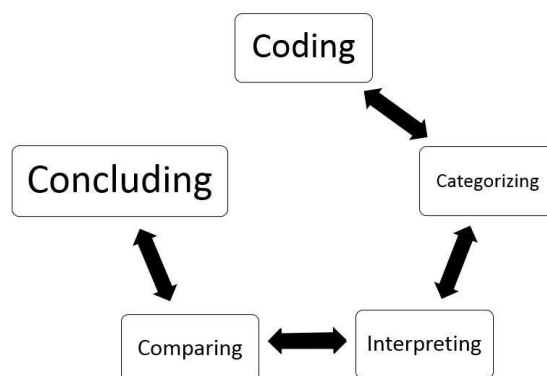 Coding
Concluding
Categorizing
Comparing
Interpreting